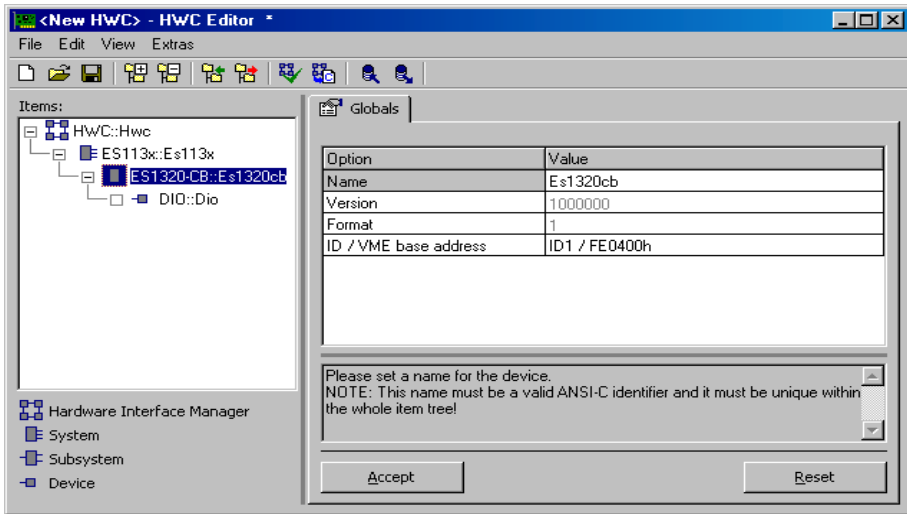 <New HWC> - HWC Editor *
File Edit View Extras
Items:
HWC::Hwc
ES113x::Es113x
ES1320-CB::Es1320cb
DIO::Dio
Hardware Interface Manager
System
Subsystem
Device
Globals
Option Value
Name Es1320cb
Version 1000000
Format 1
ID / VME base address ID1 / FE0400h
Please set a name for the device.
NOTE: This name must be a valid ANSI-C identifier and it must be unique within
the whole item tree!
Accept Reset